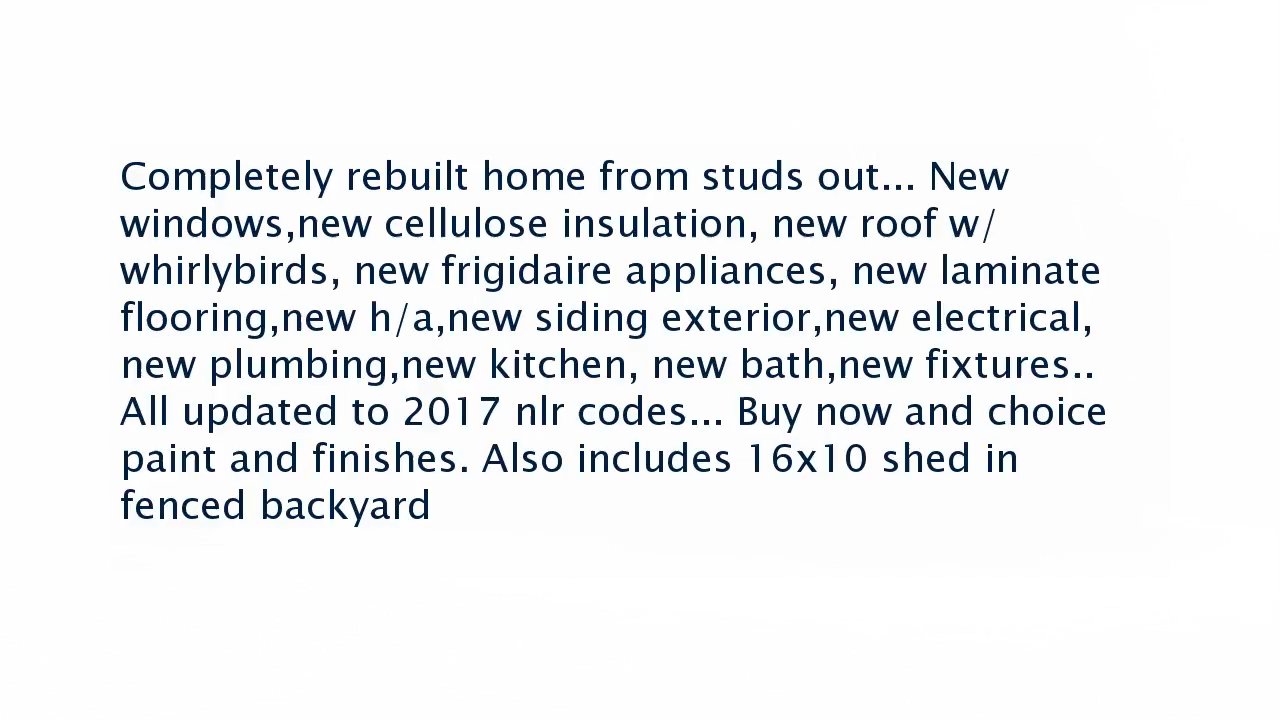 Completely rebuilt home from studs out... New
windows,new cellulose insulation, new roof w/
whirlybirds, new frigidaire appliances, new laminate
flooring,new h/a,new siding exterior,new electrical,
new plumbing,new kitchen, new bath,new fixtures..
All updated to 2017 nlr codes... Buy now and choice
paint and finishes. Also includes 16x10 shed in
fenced backyard